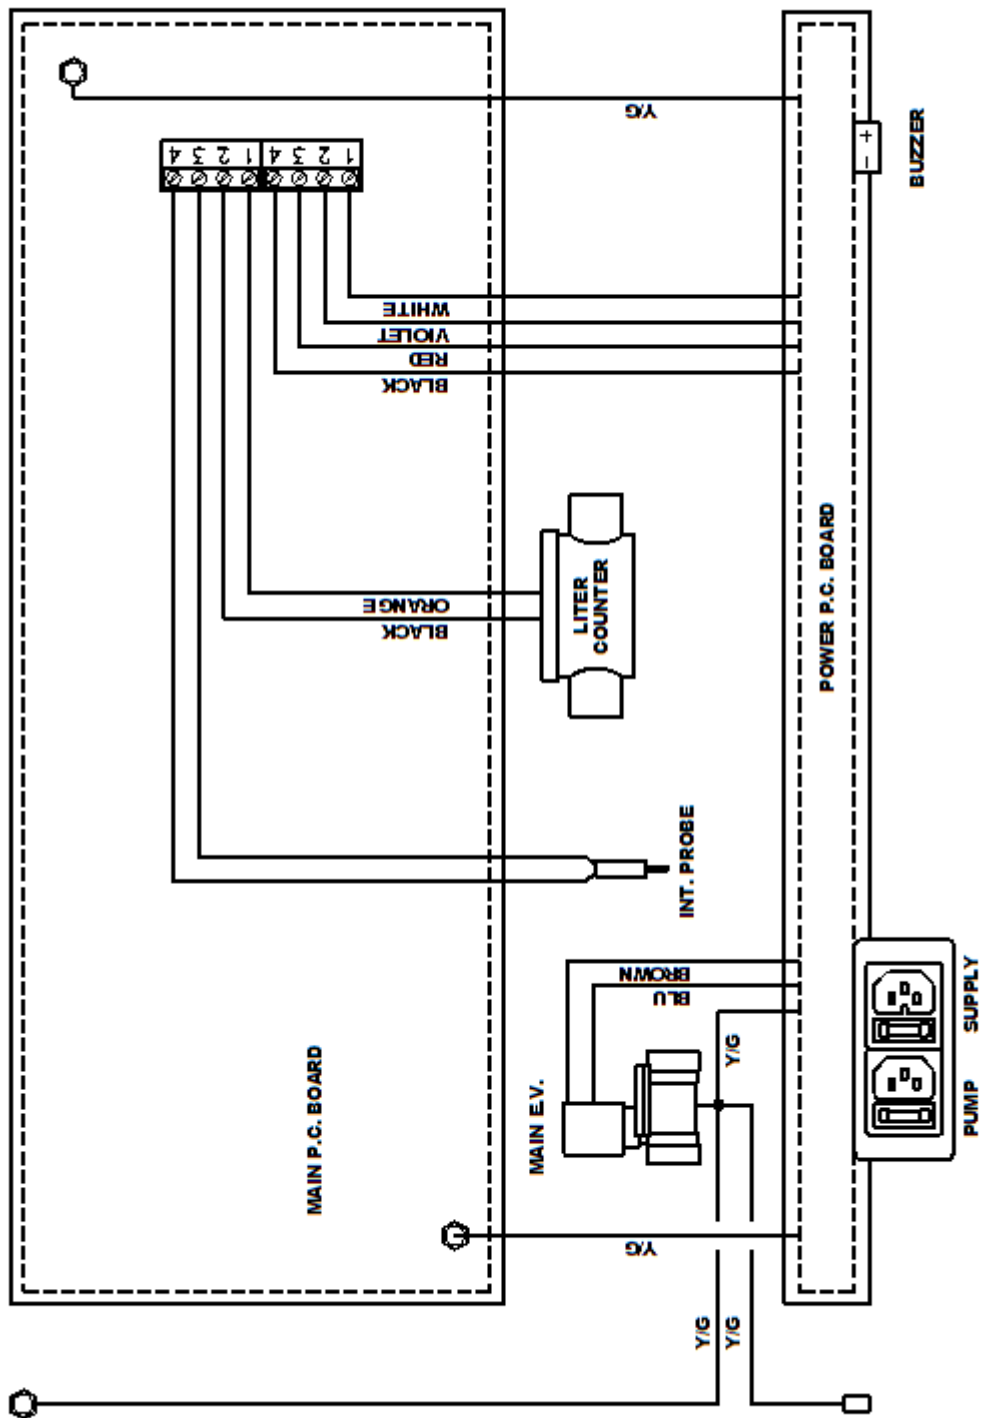 Y/G
+ -
BUZZER
4 3 2 1 4 3 2 1
WHITE
VIOLET
RED
BLACK
LITER
COUNTER
ORANGE
BLACK
POWER P.C. BOARD
INT. PROBE
BROWN
BLU
Y/G
SUPPLY
PUMP
MAIN P.C. BOARD
MAIN E.V.
Y/G
Y/G
Y/G